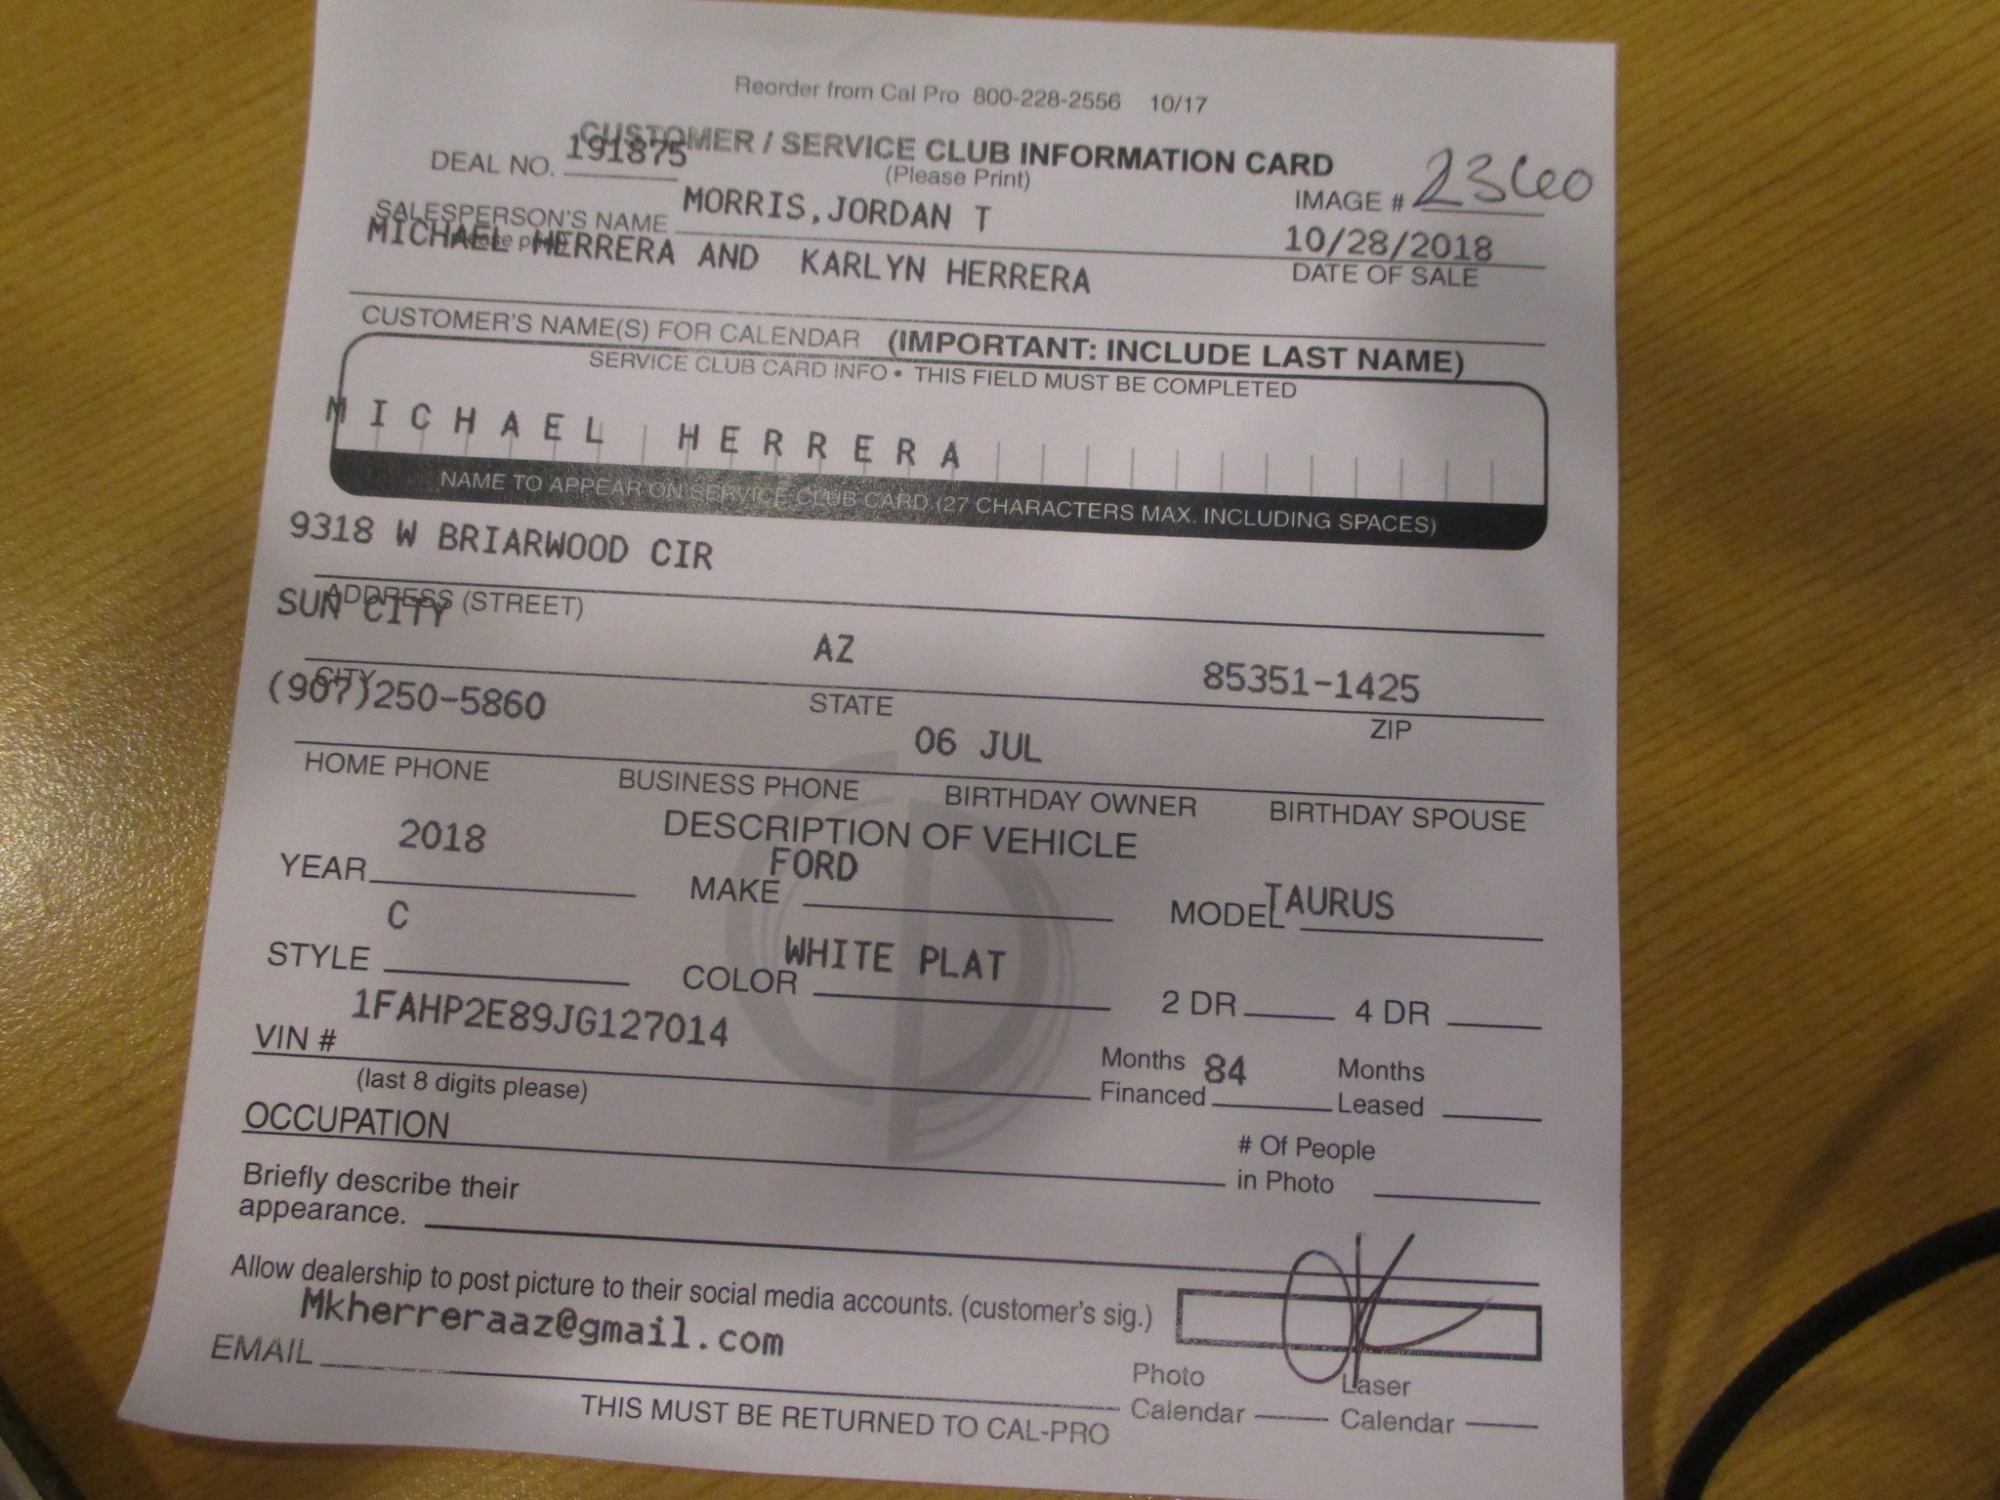 Reorder from Cal Pro 800-228-2556 10/17
CUSTOMER / SERVICE CLUB INFORMATION CARD
(Please Print)
DEAL NO. 191875
IMAGE #
SALESPERSON'S NAME MORRIS,JORDAN T
10/28/2018
DATE OF SALE
MICHAEL HERRERA AND KARLYN HERRERA
CUSTOMER'S NAME(S) FOR CALENDAR (IMPORTANT: INCLUDE LAST NAME)
SERVICE CLUB CARD INFO • THIS FIELD MUST BE COMPLETED
MICHAEL HERRERA
NAME TO APPEAR ON SERVICE CLUB CARD (27 CHARACTERS MAX. INCLUDING SPACES)
9318 W BRIARWOOD CIR
ADDRESS (STREET)
SUN CITY AZ 85351-1425
CITY STATE ZIP
(907)250-5860 06 JUL
HOME PHONE BUSINESS PHONE BIRTHDAY OWNER BIRTHDAY SPOUSE
DESCRIPTION OF VEHICLE
YEAR 2018 MAKE FORD MODEL TAURUS
STYLE C COLOR WHITE PLAT 2 DR 4 DR
VIN # 1FAHP2E89JG127014
(last 8 digits please)
Months Financed 84 Months Leased
OCCUPATION
# Of People in Photo
Briefly describe their
appearance.
Allow dealership to post picture to their social media accounts. (customer's sig.)
EMAIL Mkherreraaz@gmail.com
Photo Calendar Laser Calendar
THIS MUST BE RETURNED TO CAL-PRO